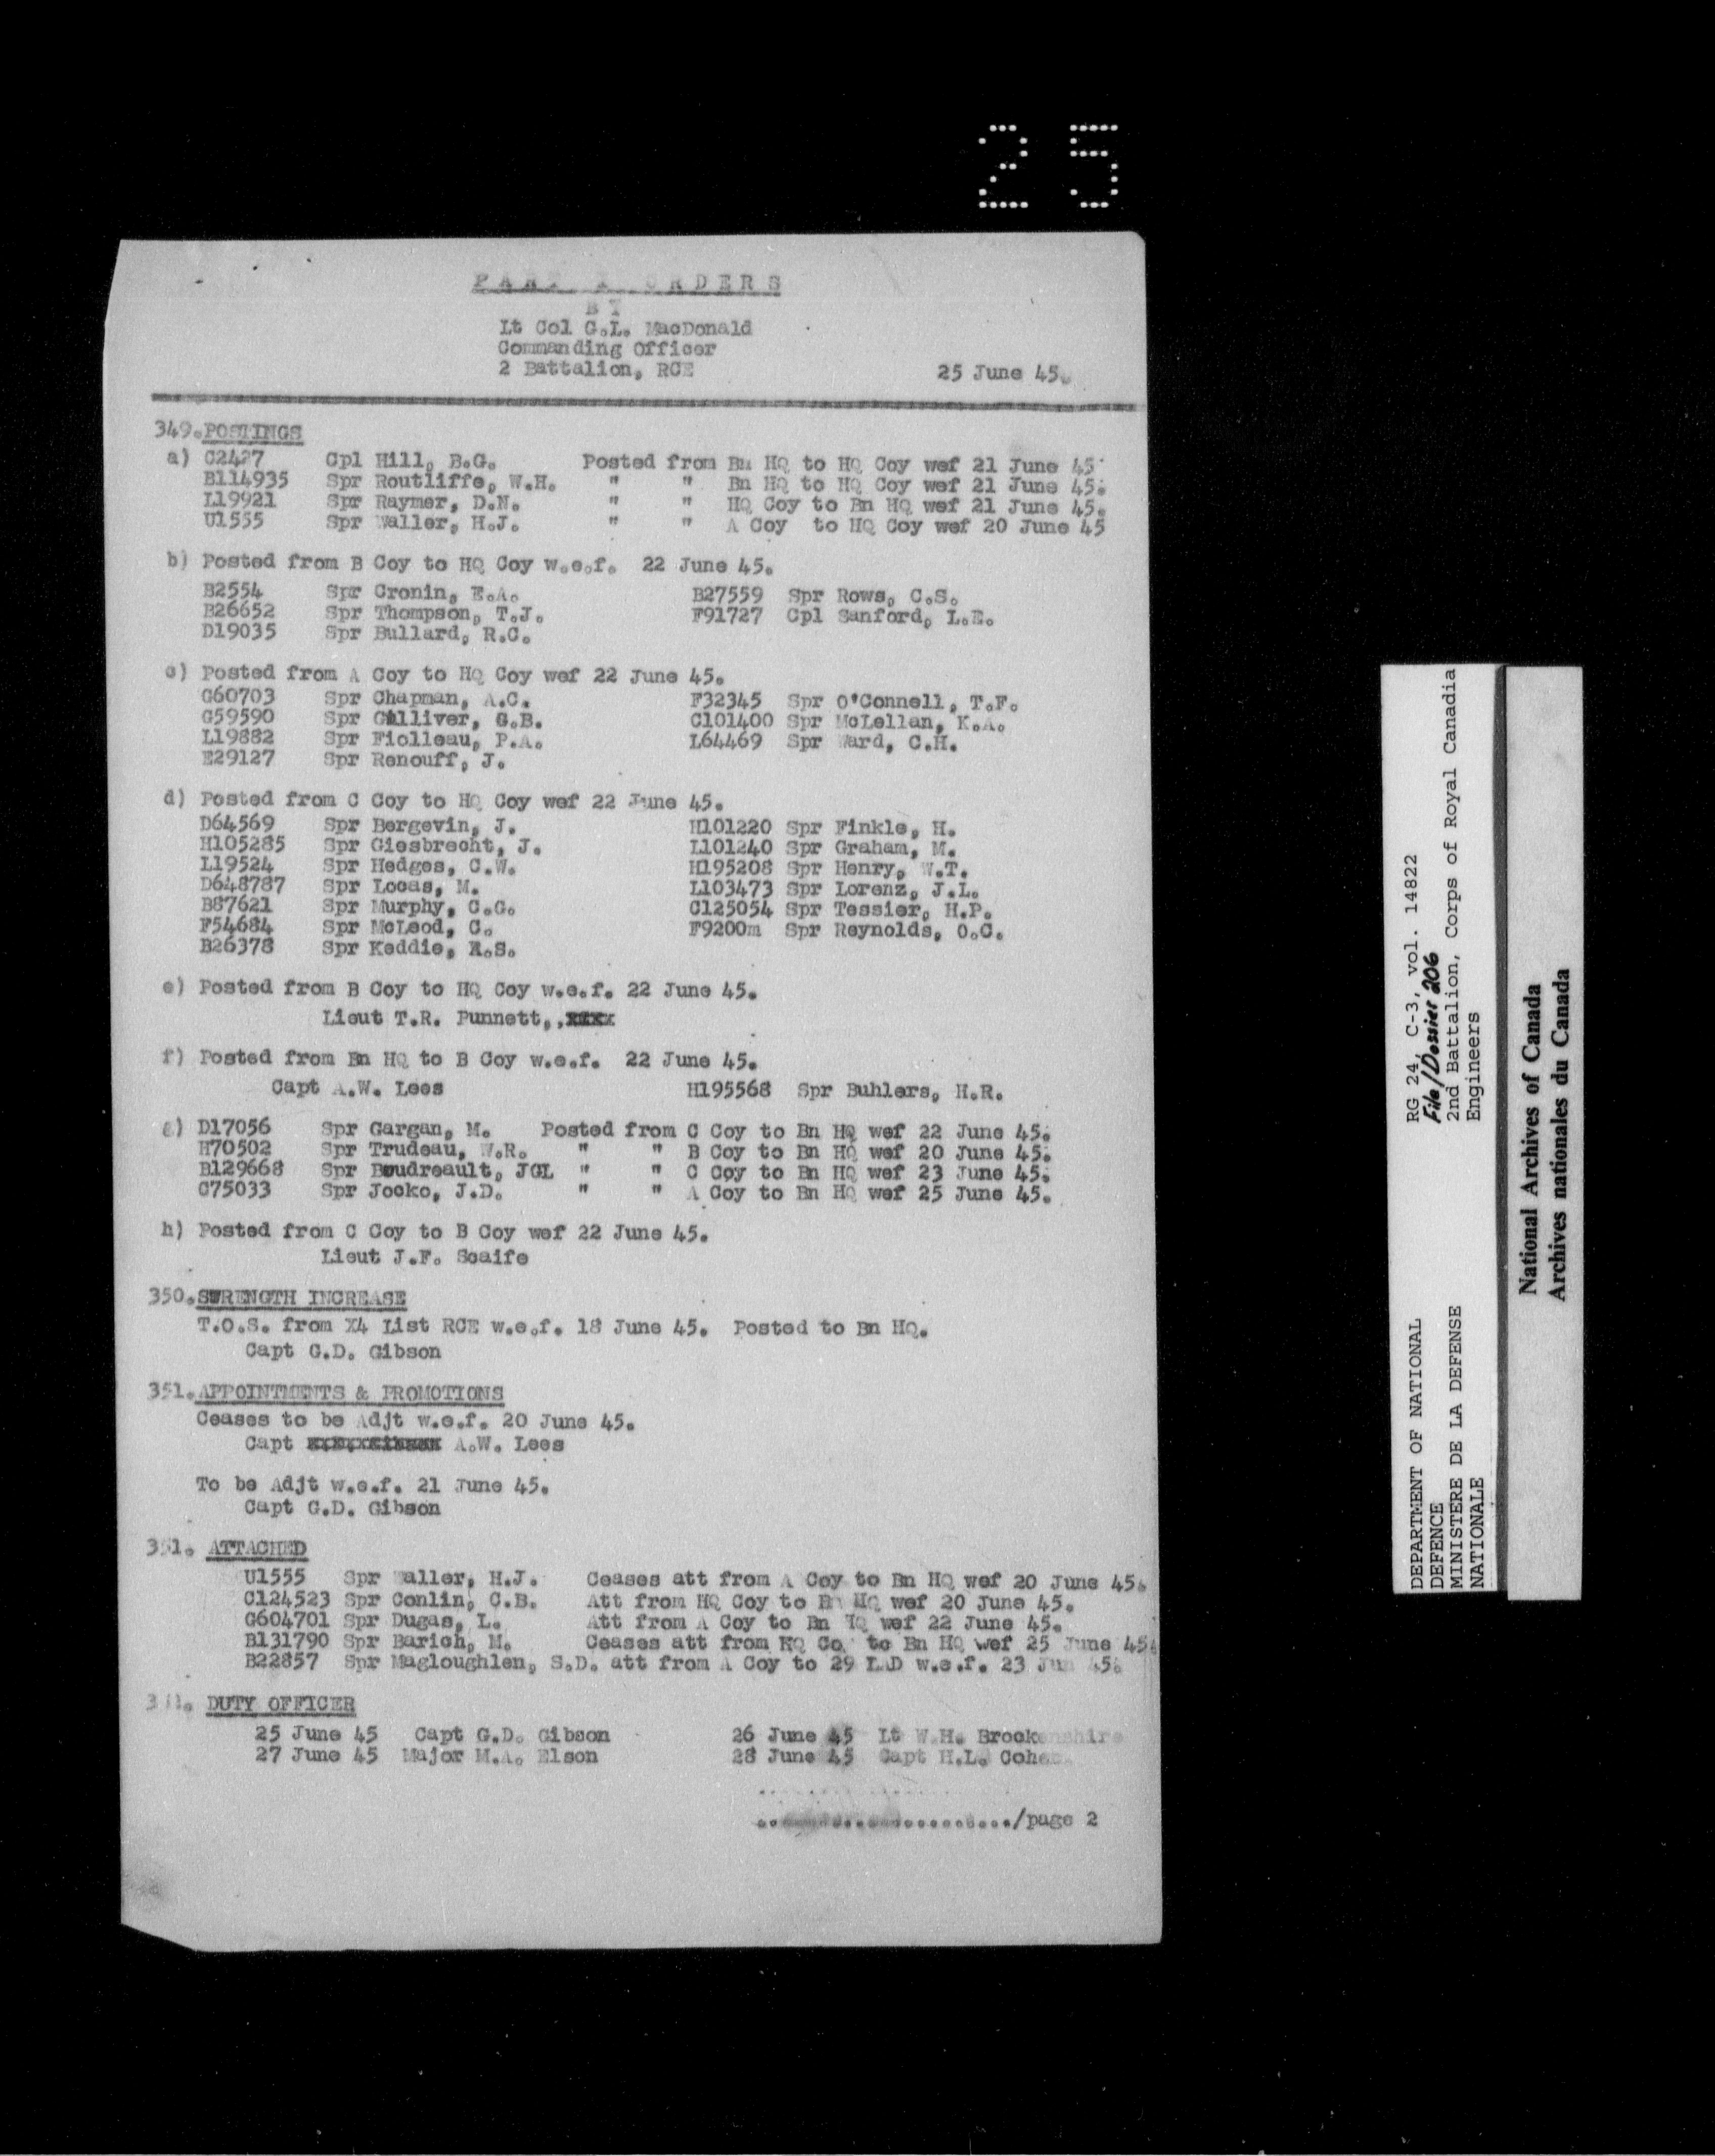 25
PART I ORDERS
BY
Lt Col G.L. MacDonald
Commanding Officer
2 Battalion, RCE 25 June 45.
349. POSTINGS
a) C2427 Cpl Hill, B.G. Posted from Bn HQ to HQ Coy wef 21 June 45
B114935 Spr Routliffe, W.H. " " Bn HQ to HQ Coy wef 21 June 45.
L19921 Spr Raymer, D.N. " " HQ Coy to Bn HQ wef 21 June 45.
U1555 Spr Waller, H.J. " " A Coy to HQ Coy wef 20 June 45
b) Posted from B Coy to HQ Coy w.e.f. 22 June 45.
B2554 Spr Cronin, E.A. B27559 Spr Rows, C.S.
B26652 Spr Thompson, T.J. F91727 Cpl Sanford, L.E.
D19035 Spr Bullard, R.C.
c) Posted from A Coy to HQ Coy wef 22 June 45.
G60703 Spr Chapman, A.C. F32345 Spr O'Connell, T.F.
G59590 Spr Gilliver, G.B. C101400 Spr McLellan, K.A.
L19882 Spr Fiolleau, P.A. L64469 Spr Ward, C.H.
E29127 Spr Renouff, J.
d) Posted from C Coy to HQ Coy wef 22 June 45.
D64569 Spr Bergevin, J. H101220 Spr Finkle, H.
H105285 Spr Giesbrecht, J. L101240 Spr Graham, M.
L19524 Spr Hedges, C.W. H195208 Spr Henry, W.T.
D648787 Spr Locas, M. L103473 Spr Lorenz, J.L.
B87621 Spr Murphy, C.G. C125054 Spr Tessier, H.P.
F54684 Spr McLeod, C. F9200m Spr Reynolds, O.C.
B26378 Spr Keddie, R.S.
e) Posted from B Coy to HQ Coy w.e.f. 22 June 45.
Lieut T.R. Punnett,,
f) Posted from Bn HQ to B Coy w.e.f. 22 June 45.
Capt A.W. Lees H195568 Spr Buhlers, H.R.
g) D17056 Spr Gargan, M. Posted from C Coy to Bn HQ wef 22 June 45.
H70502 Spr Trudeau, W.R. " " B Coy to Bn HQ wef 20 June 45.
B129668 Spr Boudreault, JGL " " C Coy to Bn HQ wef 23 June 45.
C75033 Spr Jocko, J.D. " " A Coy to Bn HQ wef 25 June 45.
h) Posted from C Coy to B Coy wef 22 June 45.
Lieut J.F. Scaife
350. STRENGTH INCREASE
T.O.S. from X4 List RCE w.e.f. 18 June 45. Posted to Bn HQ.
Capt G.D. Gibson
351. APPOINTMENTS & PROMOTIONS
Ceases to be Adjt w.e.f. 20 June 45.
Capt A.W. Lees
To be Adjt w.e.f. 21 June 45.
Capt G.D. Gibson
351. ATTACHED
U1555 Spr Waller, H.J. Ceases att from A Coy to Bn HQ wef 20 June 45.
C124523 Spr Conlin, C.B. Att from HQ Coy to Bn HQ wef 20 June 45.
G604701 Spr Dugas, L. Att from A Coy to Bn HQ wef 22 June 45.
B131790 Spr Barich, M. Ceases att from HQ Coy to Bn HQ wef 25 June 45.
B22857 Spr Magloughlen, S.D. att from A Coy to 29 LAD w.e.f. 23 Jun 45.
DUTY OFFICER
25 June 45 Capt G.D. Gibson 26 June 45 Lt W.H. Brookenshire
27 June 45 Major M.A. Elson 28 June 45 Capt H.L.
/page 2
DEPARTMENT OF NATIONAL RG 24, C-3, vol. 14822
DEFENCE File/Dossier 206
MINISTERE DE LA DEFENSE 2nd Battalion, Corps of Royal Canadia
NATIONALE Engineers
National Archives of Canada
Archives nationales du Canada